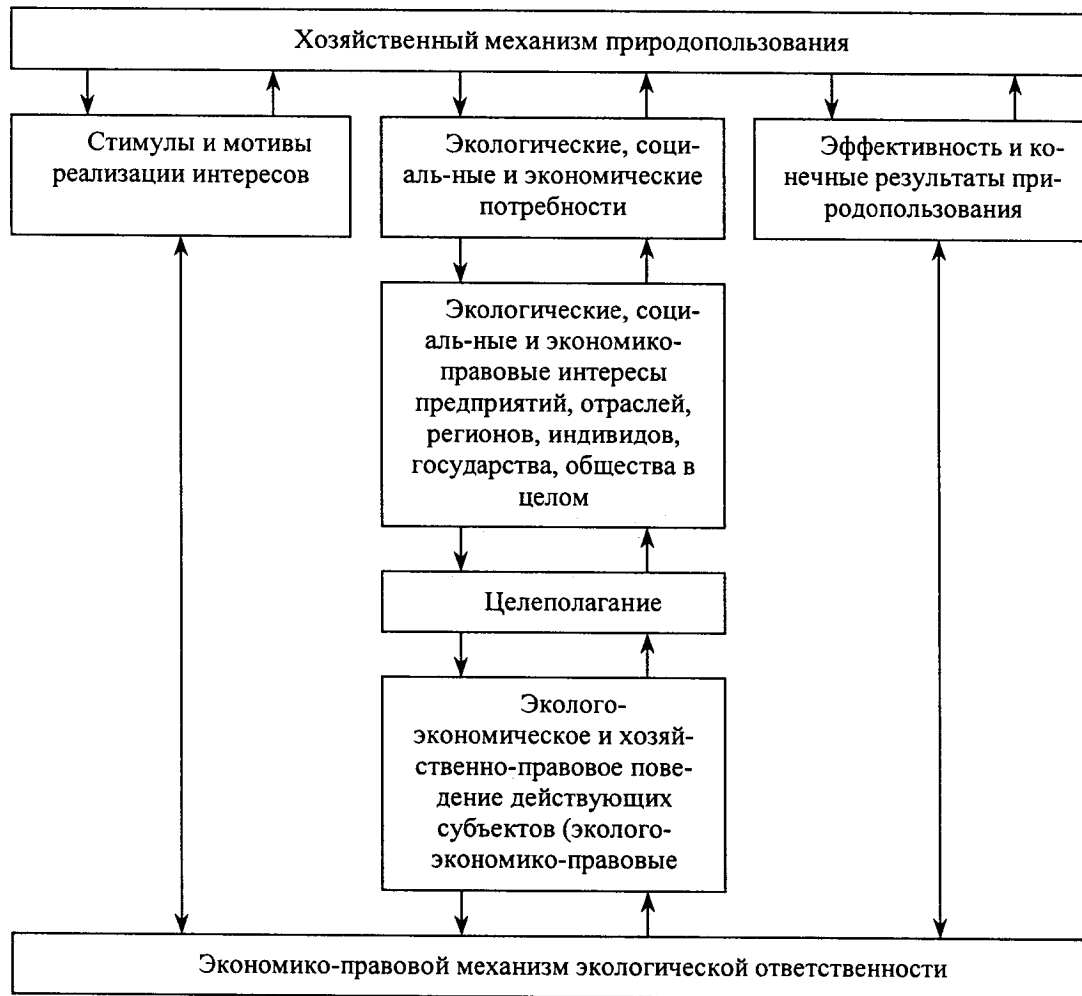 Хозяйственный механизм природопользования
Стимулы и мотивы
реализации интересов
Экологические, соци-
аль-ные и экономические
потребности
Эффективность и ко-
нечные результаты при-
родопользования
Экологические, соци-
аль-ные и экономико-
правовые интересы
предприятий, отраслей,
регионов, индивидов,
государства, общества в
целом
Целеполагание
Эколого-
экономическое и хозяй-
ственно-правовое пове-
дение действующих
субъектов (эколого-
экономико-правовые
Экономико-правовой механизм экологической ответственности